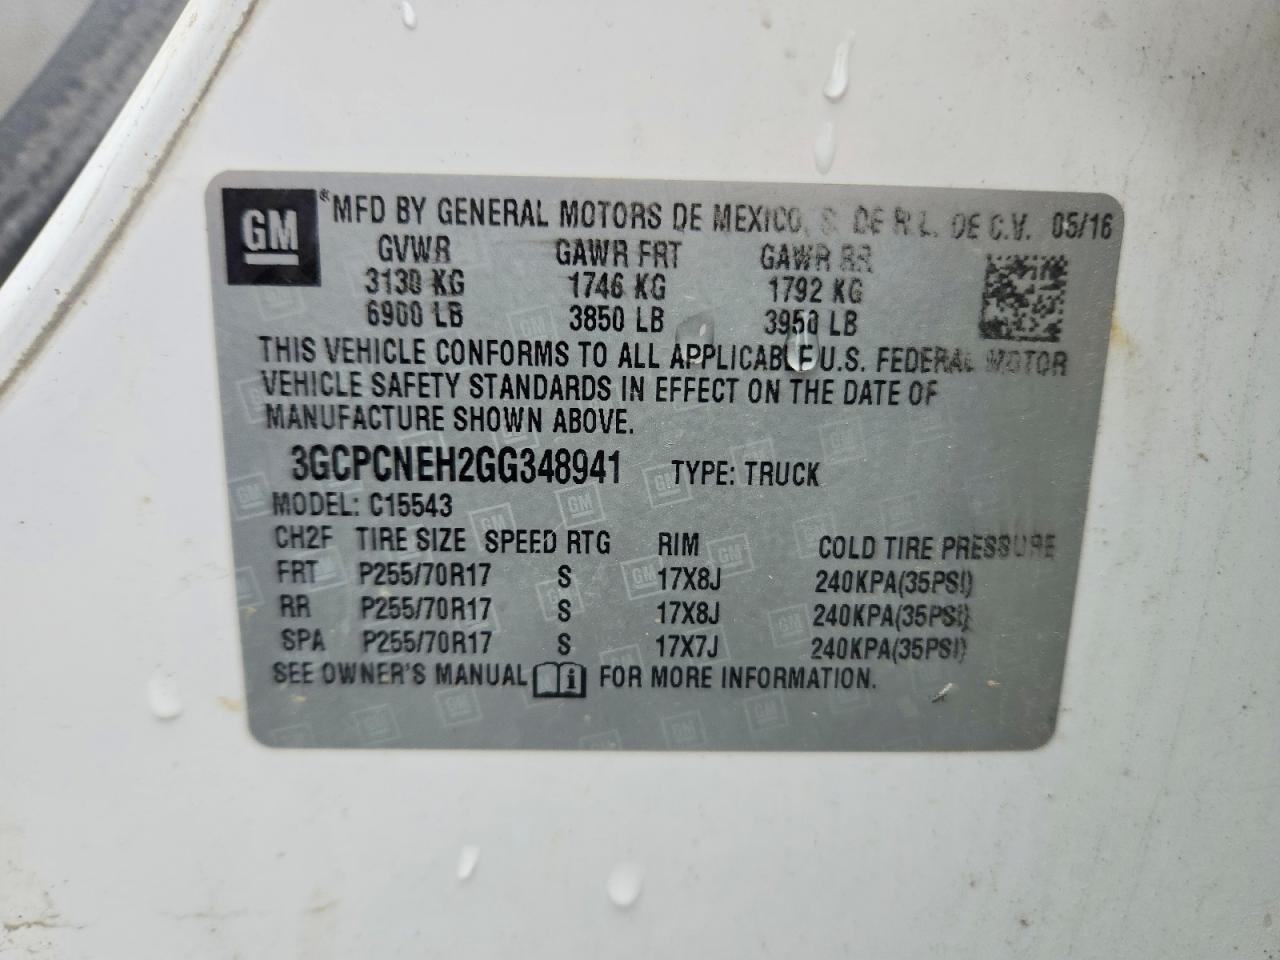 GM
*MFD BY GENERAL MOTORS DE MEXICO, S. DE R.L. DE C.V. 05/16
GVWR GAWR FRT GAWR RR
3130 KG 1746 KG 1792 KG
6900 LB 3850 LB 3950 LB
THIS VEHICLE CONFORMS TO ALL APPLICABLE U.S. FEDERAL MOTOR
VEHICLE SAFETY STANDARDS IN EFFECT ON THE DATE OF
MANUFACTURE SHOWN ABOVE.
3GCPCNEH2GG348941 TYPE: TRUCK
MODEL: C15543
CH2F TIRE SIZE SPEED RTG RIM COLD TIRE PRESSURE
FRT P255/70R17 S 17X8J 240KPA(35PSI)
RR P255/70R17 S 17X8J 240KPA(35PSI)
SPA P255/70R17 S 17X7J 240KPA(35PSI)
SEE OWNER'S MANUAL i FOR MORE INFORMATION.